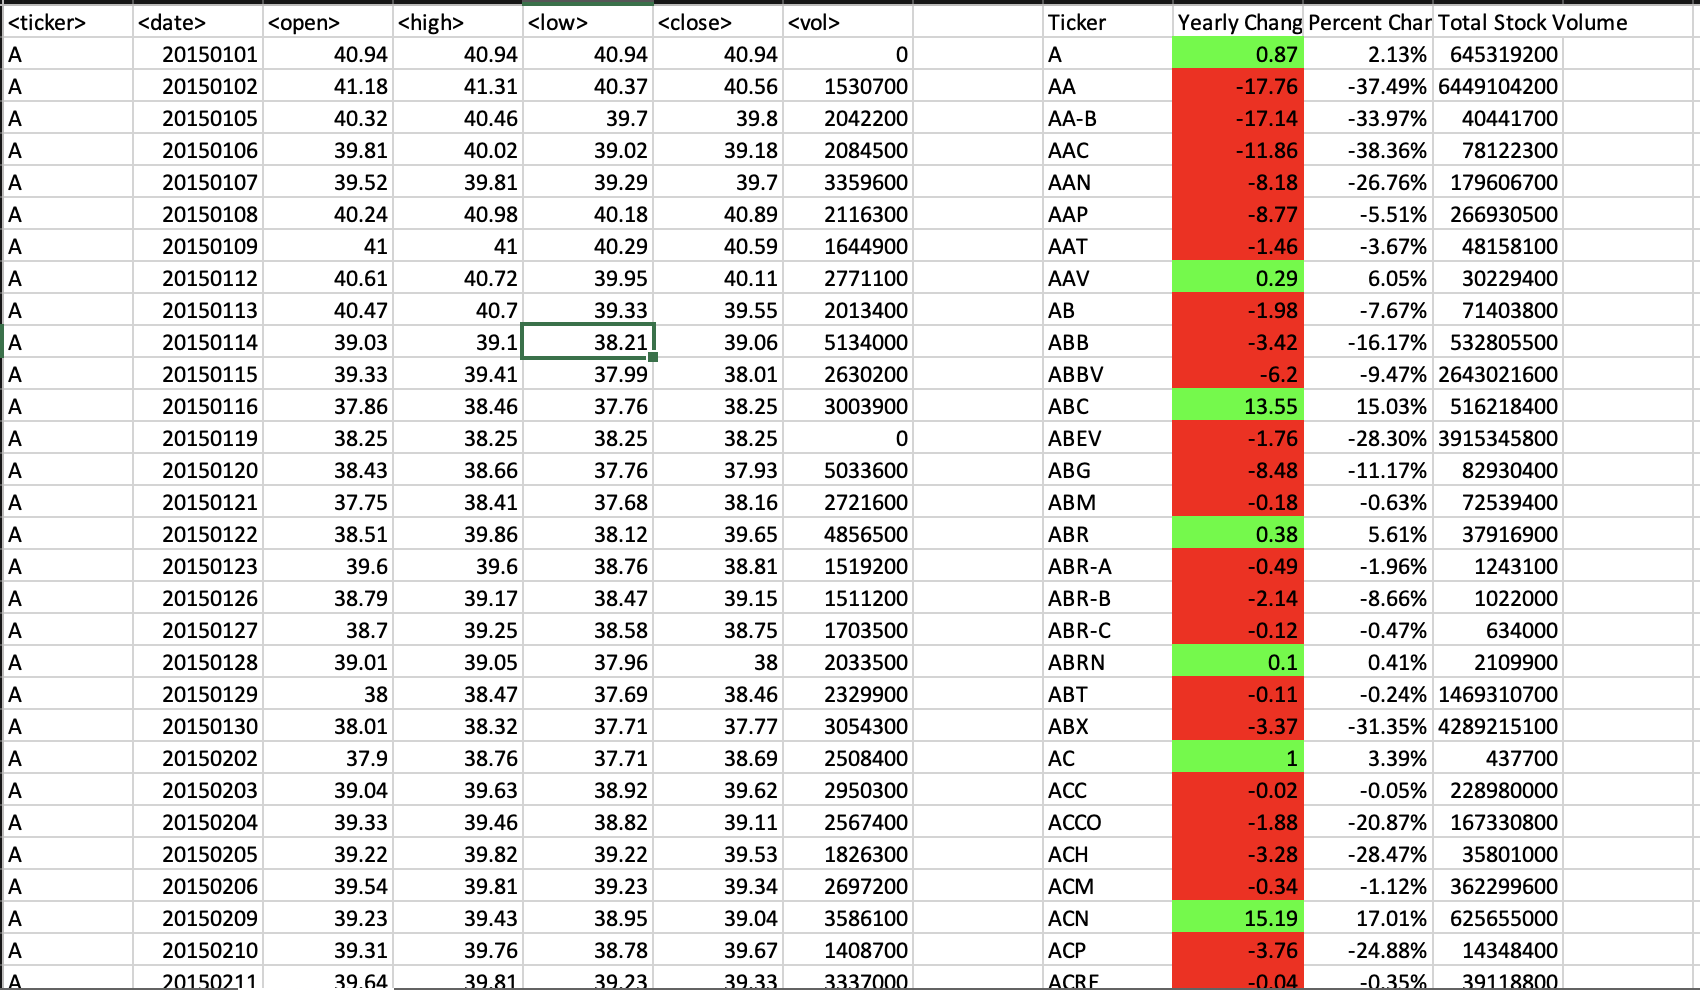 <ticker> <date> <open> <high> <low> <close> <vol> Ticker Yearly Chang Percent Char Total Stock Volume
A 20150101 40.94 40.94 40.94 40.94 0 A 0.87 2.13% 645319200
A 20150102 41.18 41.31 40.37 40.56 1530700 AA -17.76 -37.49% 6449104200
A 20150105 40.32 40.46 39.7 39.8 2042200 AA-B -17.14 -33.97% 40441700
A 20150106 39.81 40.02 39.02 39.18 2084500 AAC -11.86 -38.36% 78122300
A 20150107 39.52 39.81 39.29 39.7 3359600 AAN -8.18 -26.76% 179606700
A 20150108 40.24 40.98 40.18 40.89 2116300 AAP -8.77 -5.51% 266930500
A 20150109 41 41 40.29 40.59 1644900 AAT -1.46 -3.67% 48158100
A 20150112 40.61 40.72 39.95 40.11 2771100 AAV 0.29 6.05% 30229400
A 20150113 40.47 40.7 39.33 39.55 2013400 AB -1.98 -7.67% 71403800
A 20150114 39.03 39.1 38.21 39.06 5134000 ABB -3.42 -16.17% 532805500
A 20150115 39.33 39.41 37.99 38.01 2630200 ABBV -6.2 -9.47% 2643021600
A 20150116 37.86 38.46 37.76 38.25 3003900 ABC 13.55 15.03% 516218400
A 20150119 38.25 38.25 38.25 38.25 0 ABEV -1.76 -28.30% 3915345800
A 20150120 38.43 38.66 37.76 37.93 5033600 ABG -8.48 -11.17% 82930400
A 20150121 37.75 38.41 37.68 38.16 2721600 ABM -0.18 -0.63% 72539400
A 20150122 38.51 39.86 38.12 39.65 4856500 ABR 0.38 5.61% 37916900
A 20150123 39.6 39.6 38.76 38.81 1519200 ABR-A -0.49 -1.96% 1243100
A 20150126 38.79 39.17 38.47 39.15 1511200 ABR-B -2.14 -8.66% 1022000
A 20150127 38.7 39.25 38.58 38.75 1703500 ABR-C -0.12 -0.47% 634000
A 20150128 39.01 39.05 37.96 38 2033500 ABRN 0.1 0.41% 2109900
A 20150129 38 38.47 37.69 38.46 2329900 ABT -0.11 -0.24% 1469310700
A 20150130 38.01 38.32 37.71 37.77 3054300 ABX -3.37 -31.35% 4289215100
A 20150202 37.9 38.76 37.71 38.69 2508400 AC 1 3.39% 437700
A 20150203 39.04 39.63 38.92 39.62 2950300 ACC -0.02 -0.05% 228980000
A 20150204 39.33 39.46 38.82 39.11 2567400 ACCO -1.88 -20.87% 167330800
A 20150205 39.22 39.82 39.22 39.53 1826300 ACH -3.28 -28.47% 35801000
A 20150206 39.54 39.81 39.23 39.34 2697200 ACM -0.34 -1.12% 362299600
A 20150209 39.23 39.43 38.95 39.04 3586100 ACN 15.19 17.01% 625655000
A 20150210 39.31 39.76 38.78 39.67 1408700 ACP -3.76 -24.88% 14348400
A 20150211 39.64 39.81 39.23 39.33 3337000 ACRE -0.04 -0.35% 39118800